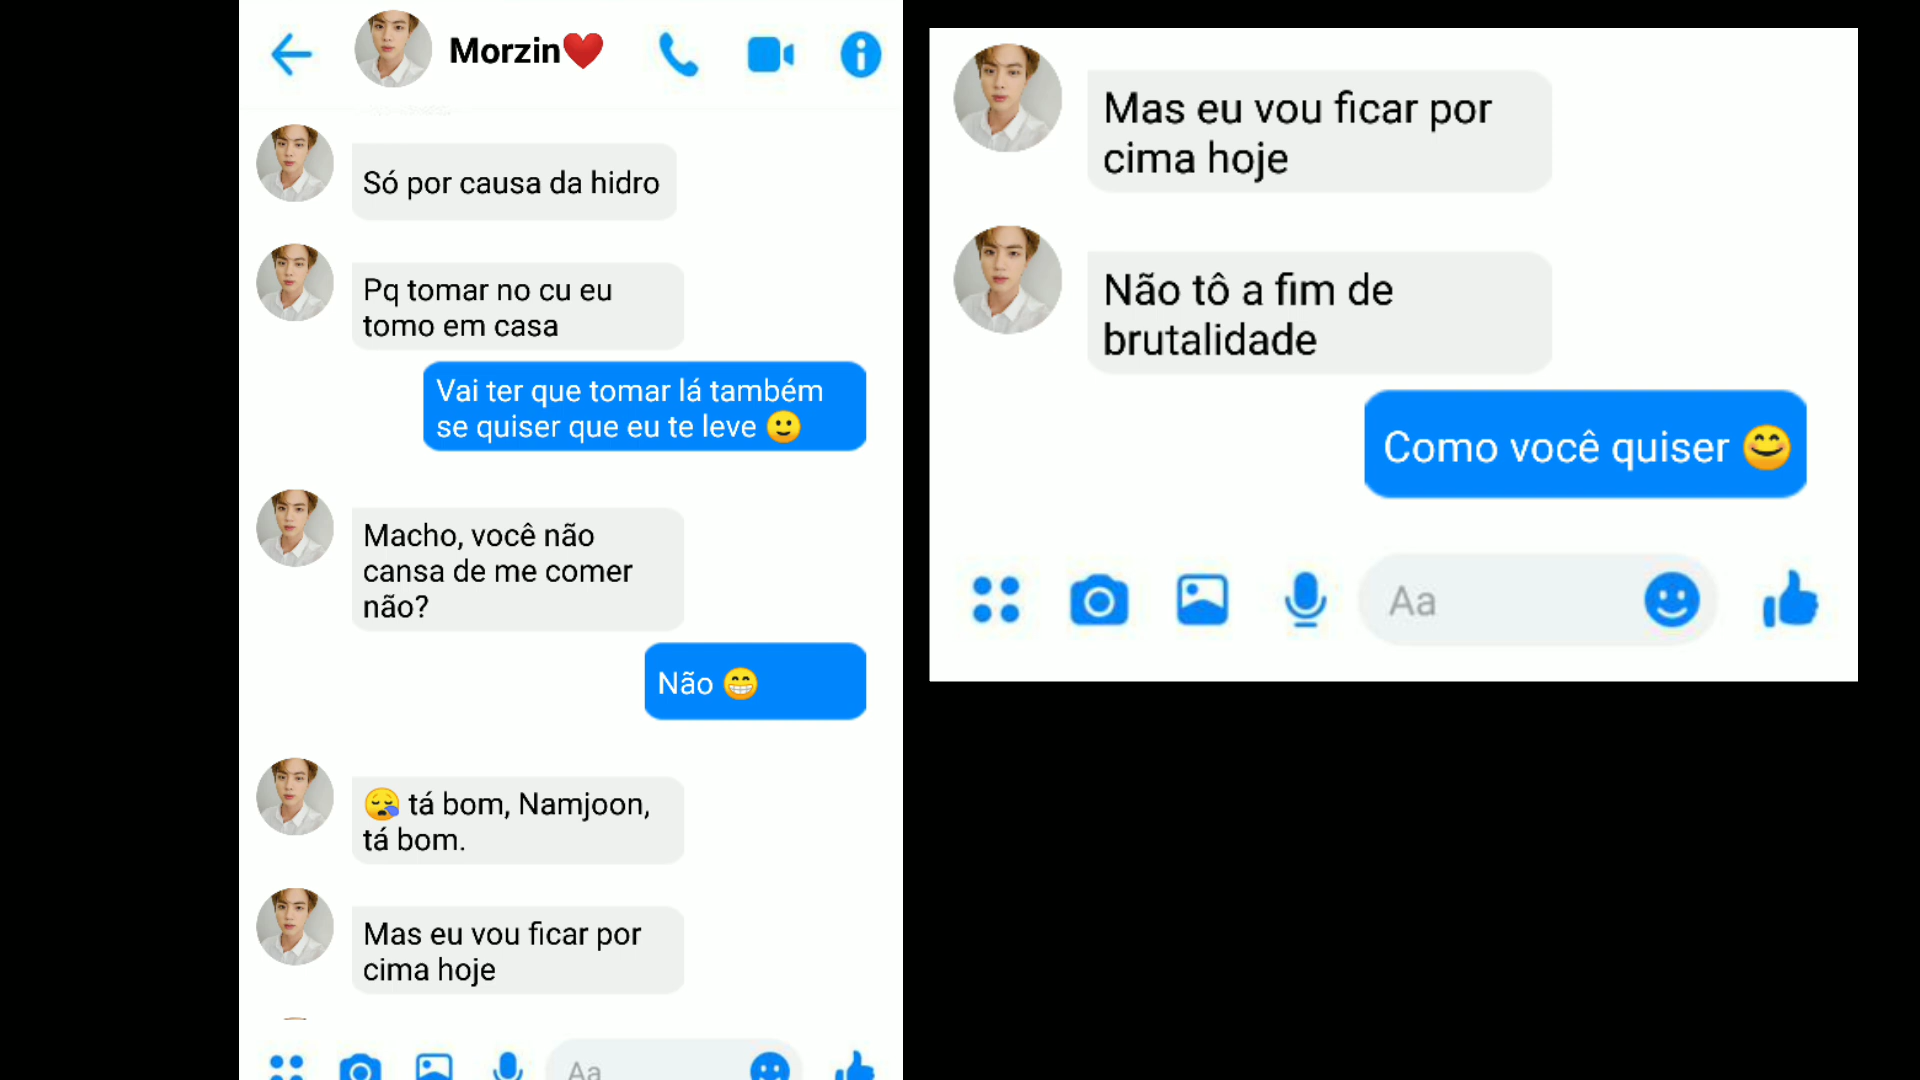 Morzin❤️
Só por causa da hidro
Pq tomar no cu eu
tomo em casa
Vai ter que tomar lá também
se quiser que eu te leve 🙂
Macho, você não
cansa de me comer
não?
Não 😁
😪 tá bom, Namjoon,
tá bom.
Mas eu vou ficar por
cima hoje
Aa
Mas eu vou ficar por
cima hoje
Não tô a fim de
brutalidade
Como você quiser 😊
Aa